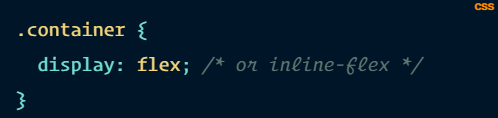 css
.container {
  display: flex; /* or inline-flex */
}